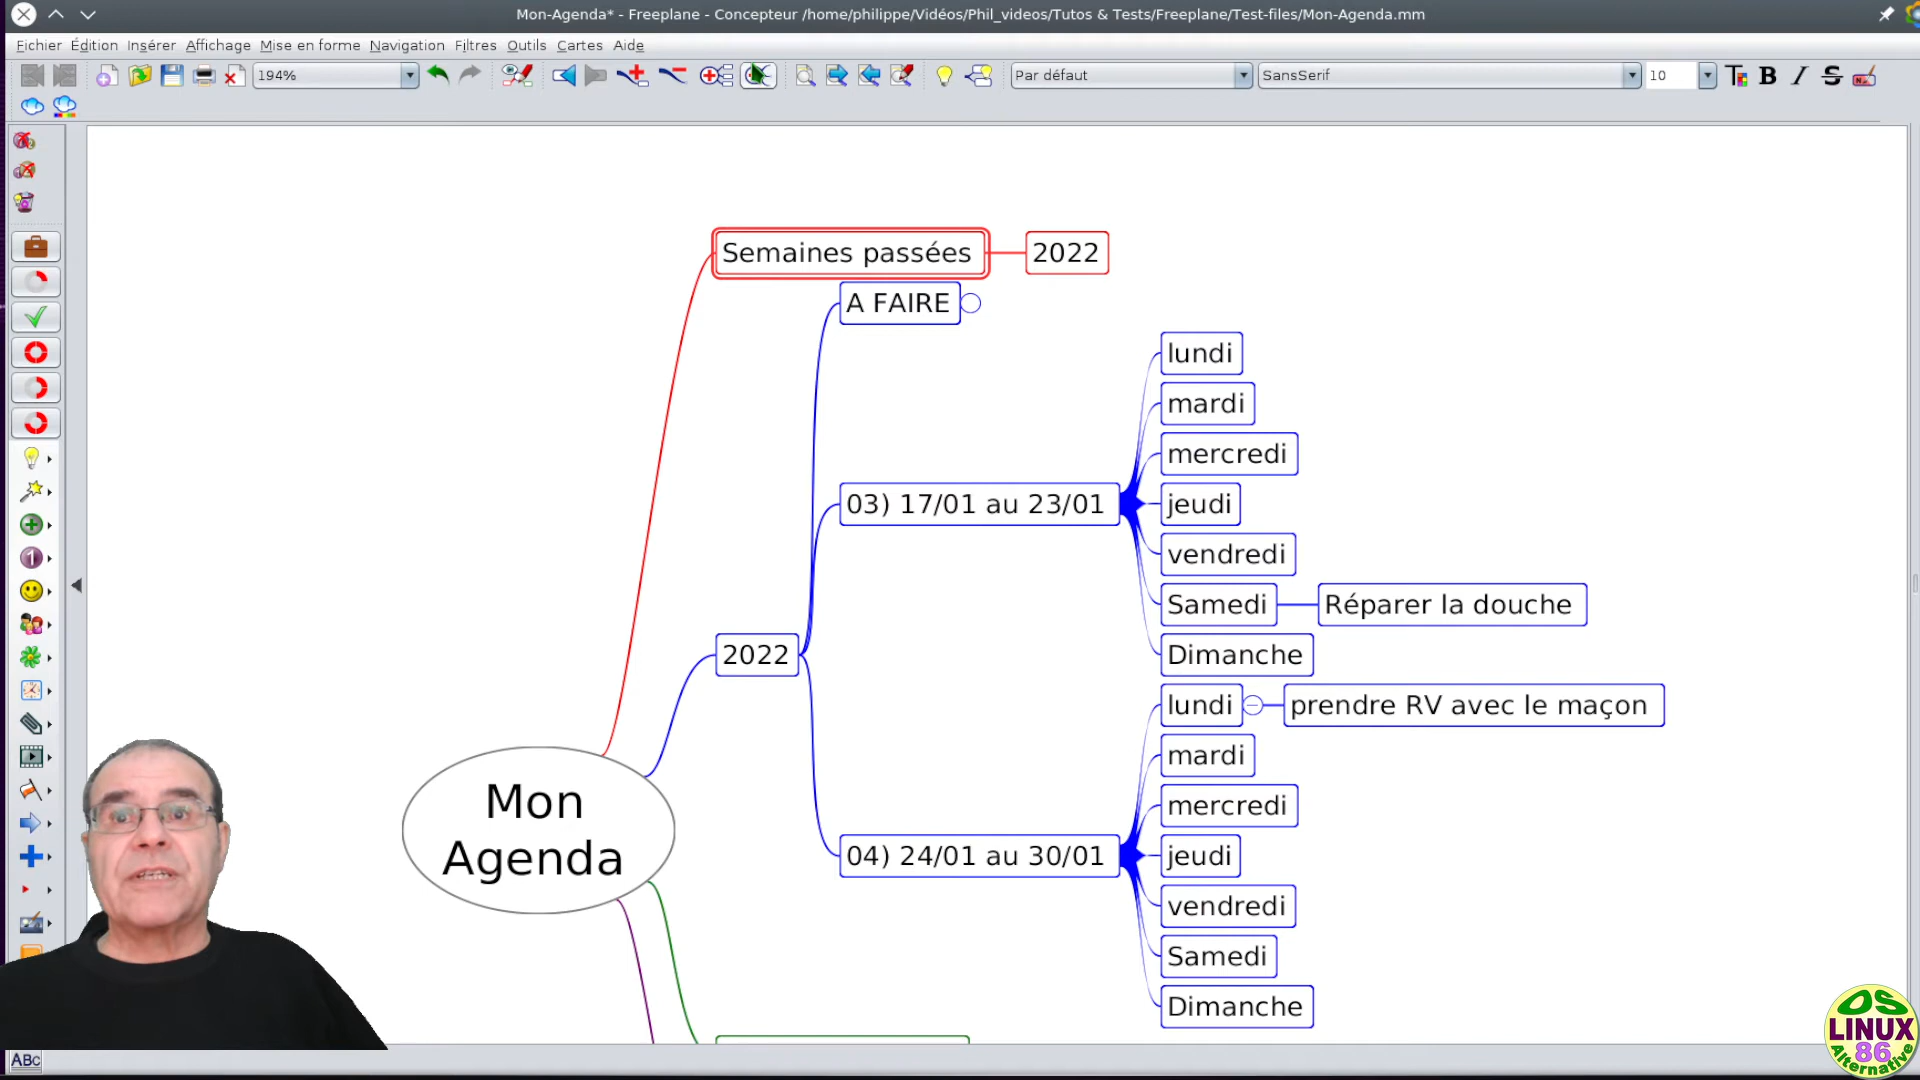 Mon-Agenda* - Freeplane - Concepteur /home/philippe/Vidéos/Phil_videos/Tutos & Tests/Freeplane/Test-files/Mon-Agenda.mm
Fichier Édition Insérer Affichage Mise en forme Navigation Filtres Outils Cartes Aide
194%
Par défaut
SansSerif
10
B I S
Semaines passées
2022
A FAIRE
lundi
mardi
mercredi
03) 17/01 au 23/01
jeudi
vendredi
Samedi
Réparer la douche
2022
Dimanche
lundi
prendre RV avec le maçon
mardi
Mon
Agenda
mercredi
04) 24/01 au 30/01
jeudi
vendredi
Samedi
Dimanche
ABC
OS
LINUX
86
Alternative